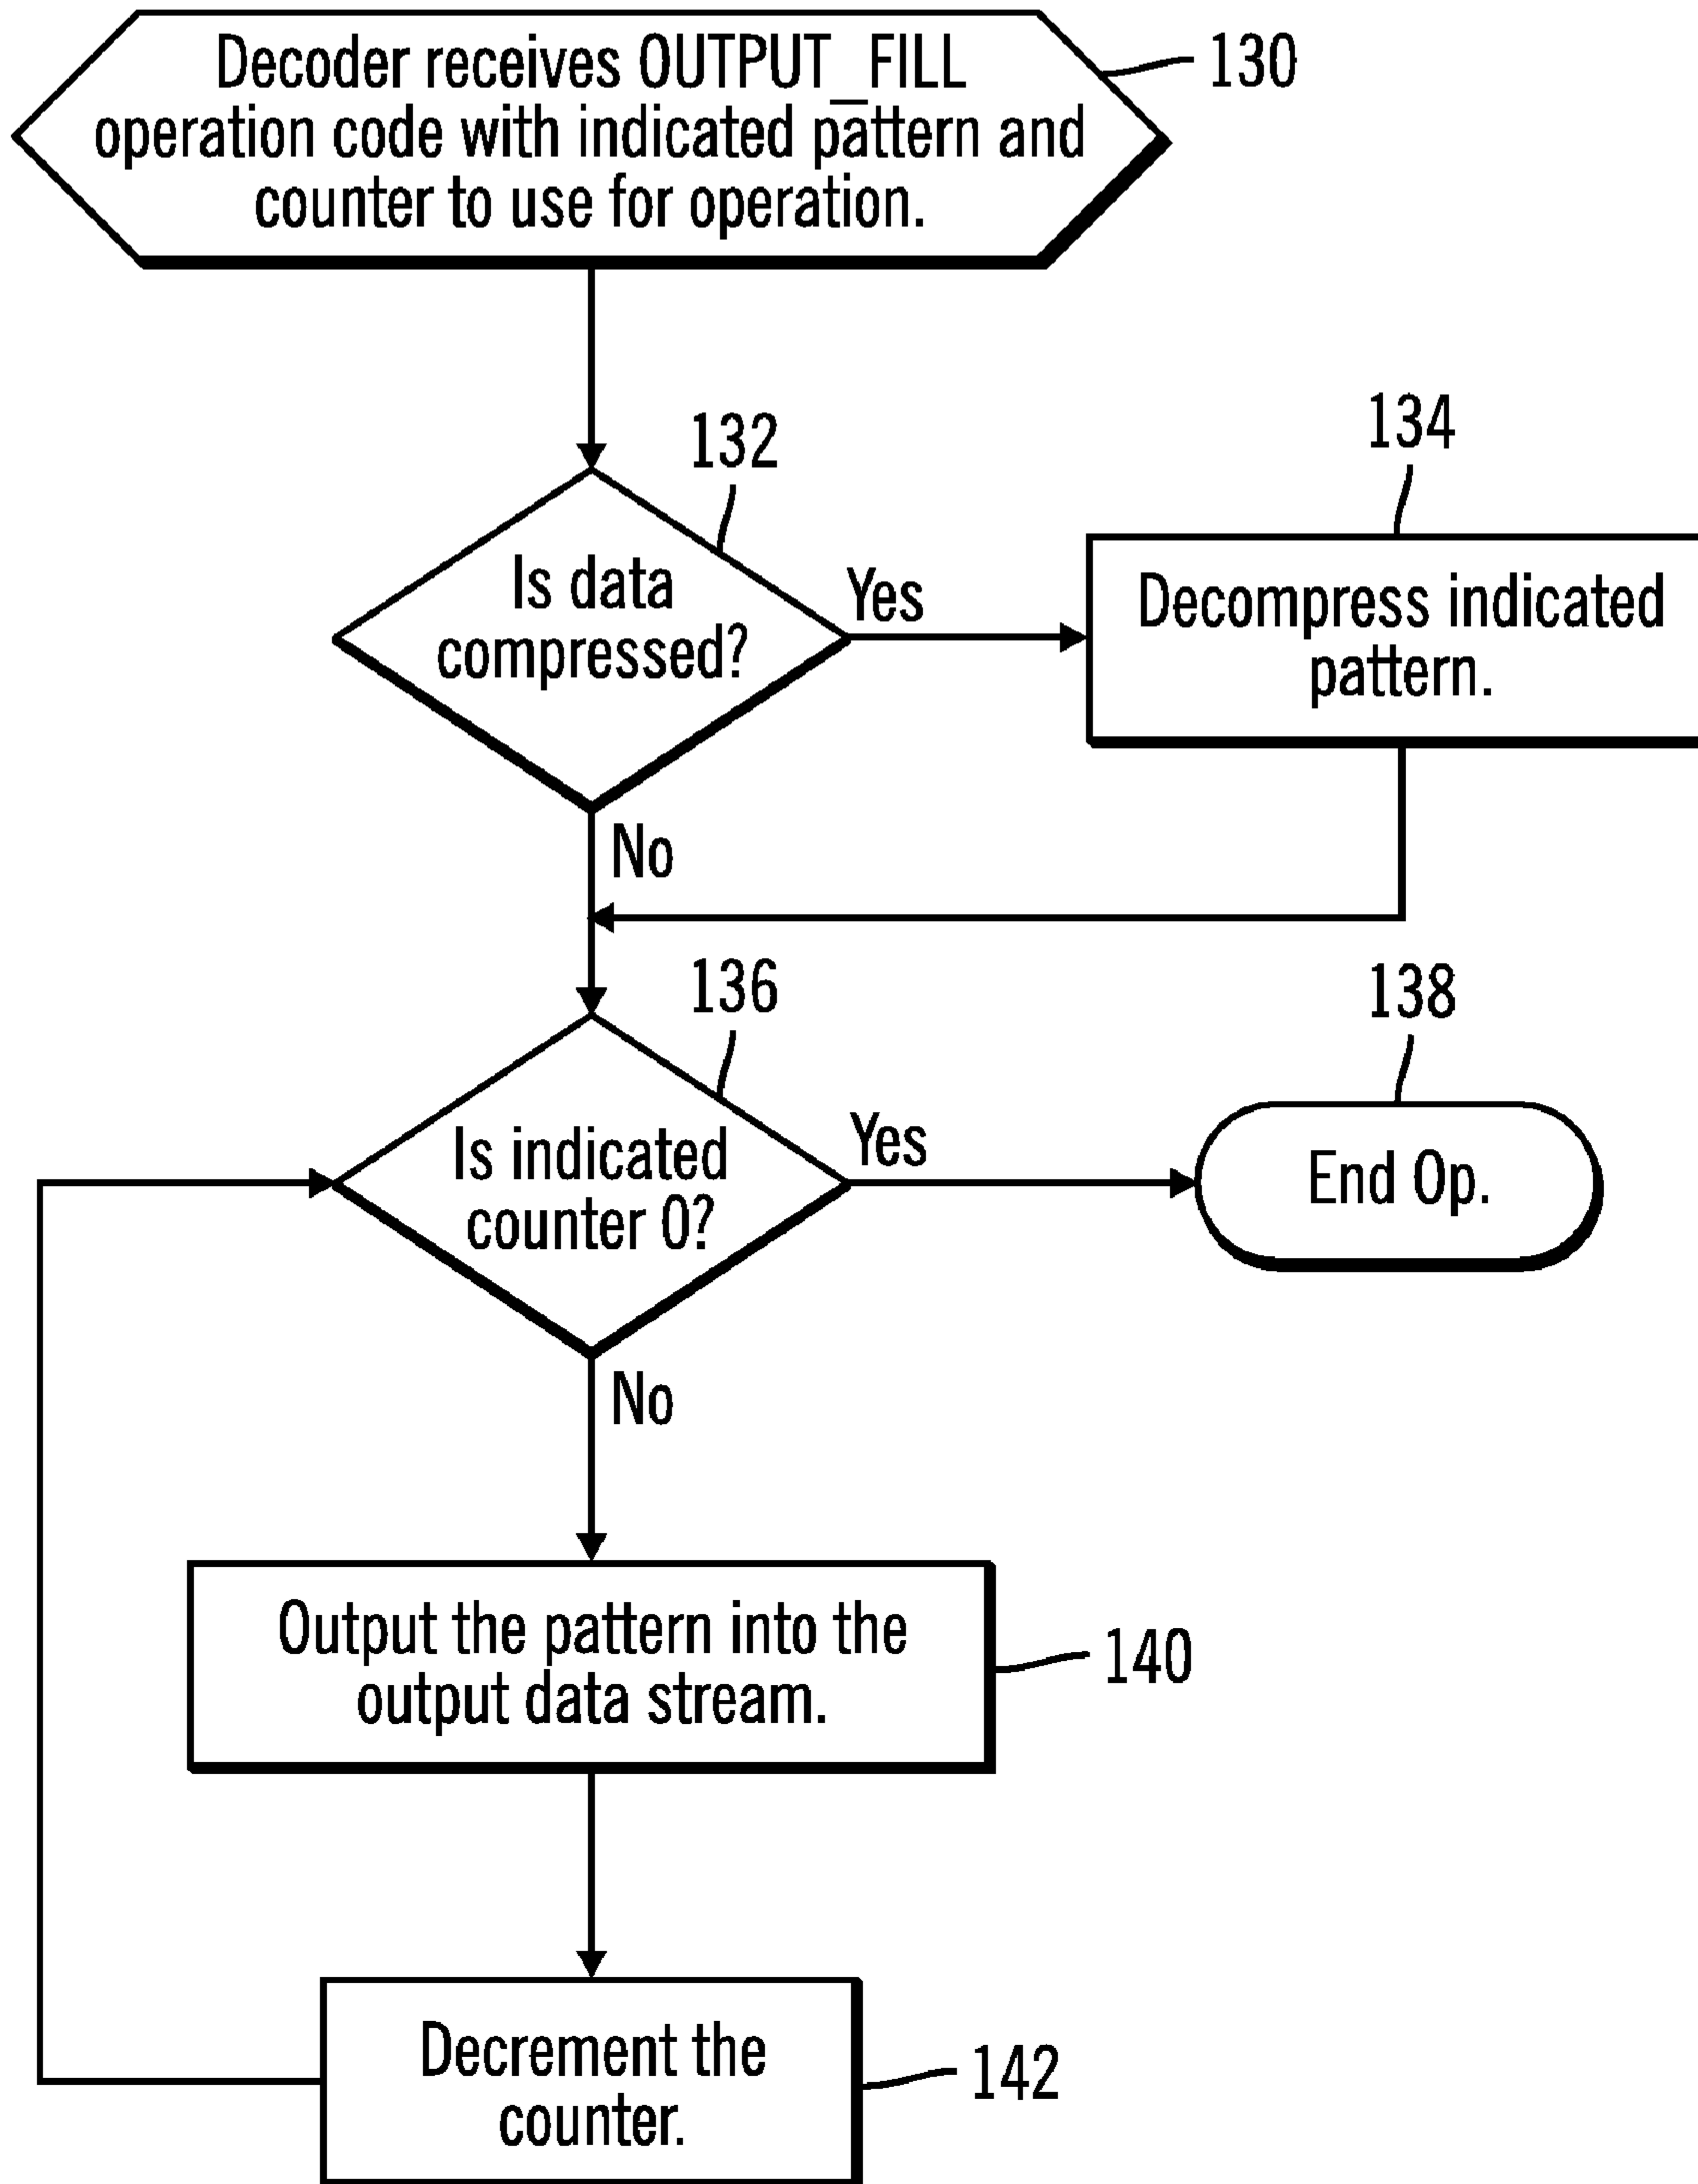 Decoder receives OUTPUT_FILL
operation code with indicated pattern and
counter to use for operation.
130
132
Is data
compressed?
Yes
134
Decompress indicated
pattern.
No
136
Is indicated
counter 0?
Yes
138
End Op.
No
Output the pattern into the
output data stream.
140
Decrement the
counter.
142